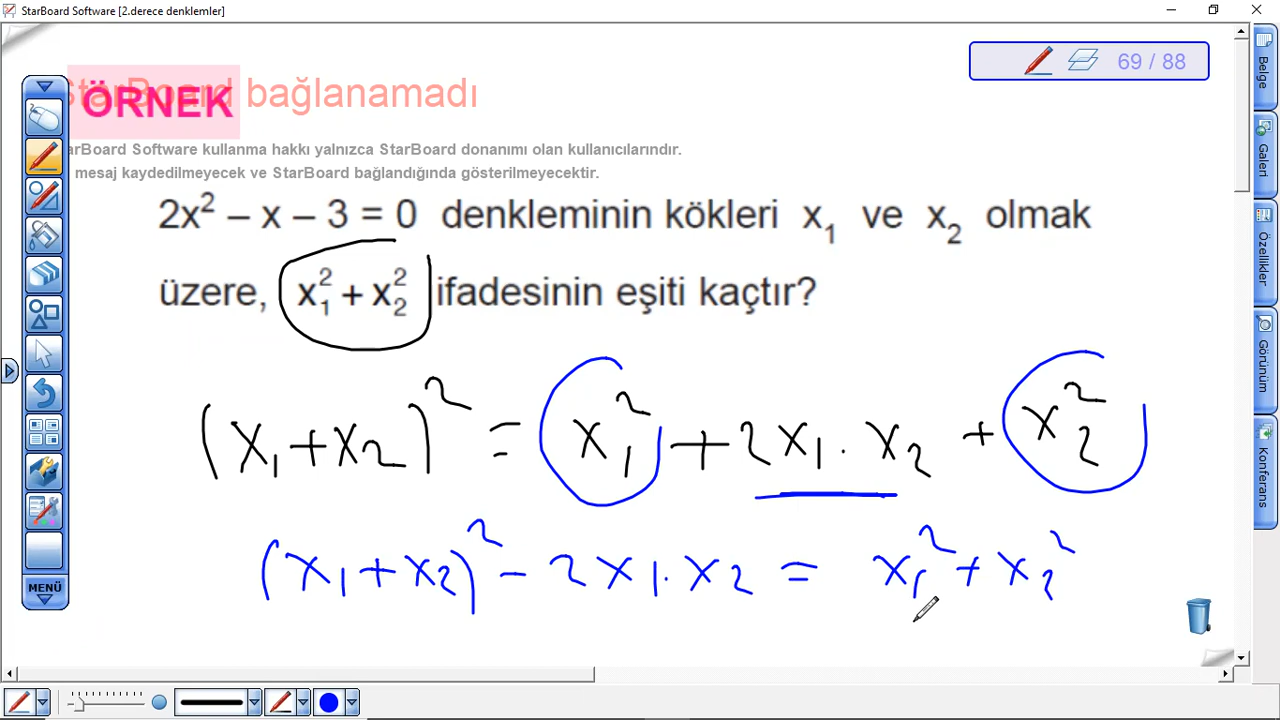 StarBoard Software [2.derece denklemler]
69 / 88
StarBoard bağlanamadı
ÖRNEK
arBoard Software kullanma hakkı yalnızca StarBoard donanımı olan kullanıcılarındır.
mesaj kaydedilmeyecek ve StarBoard bağlandığında gösterilmeyecektir.
2x² – x – 3 = 0 denkleminin kökleri x₁ ve x₂ olmak
üzere, x₁² + x₂² ifadesinin eşiti kaçtır?
(x₁+x₂)² = x₁² + 2x₁ . x₂ + x₂²
(x₁+x₂)² - 2x₁.x₂ = x₁² + x₂²
MENÜ
Belge
Galeri
Özellikler
Görünüm
Konferans